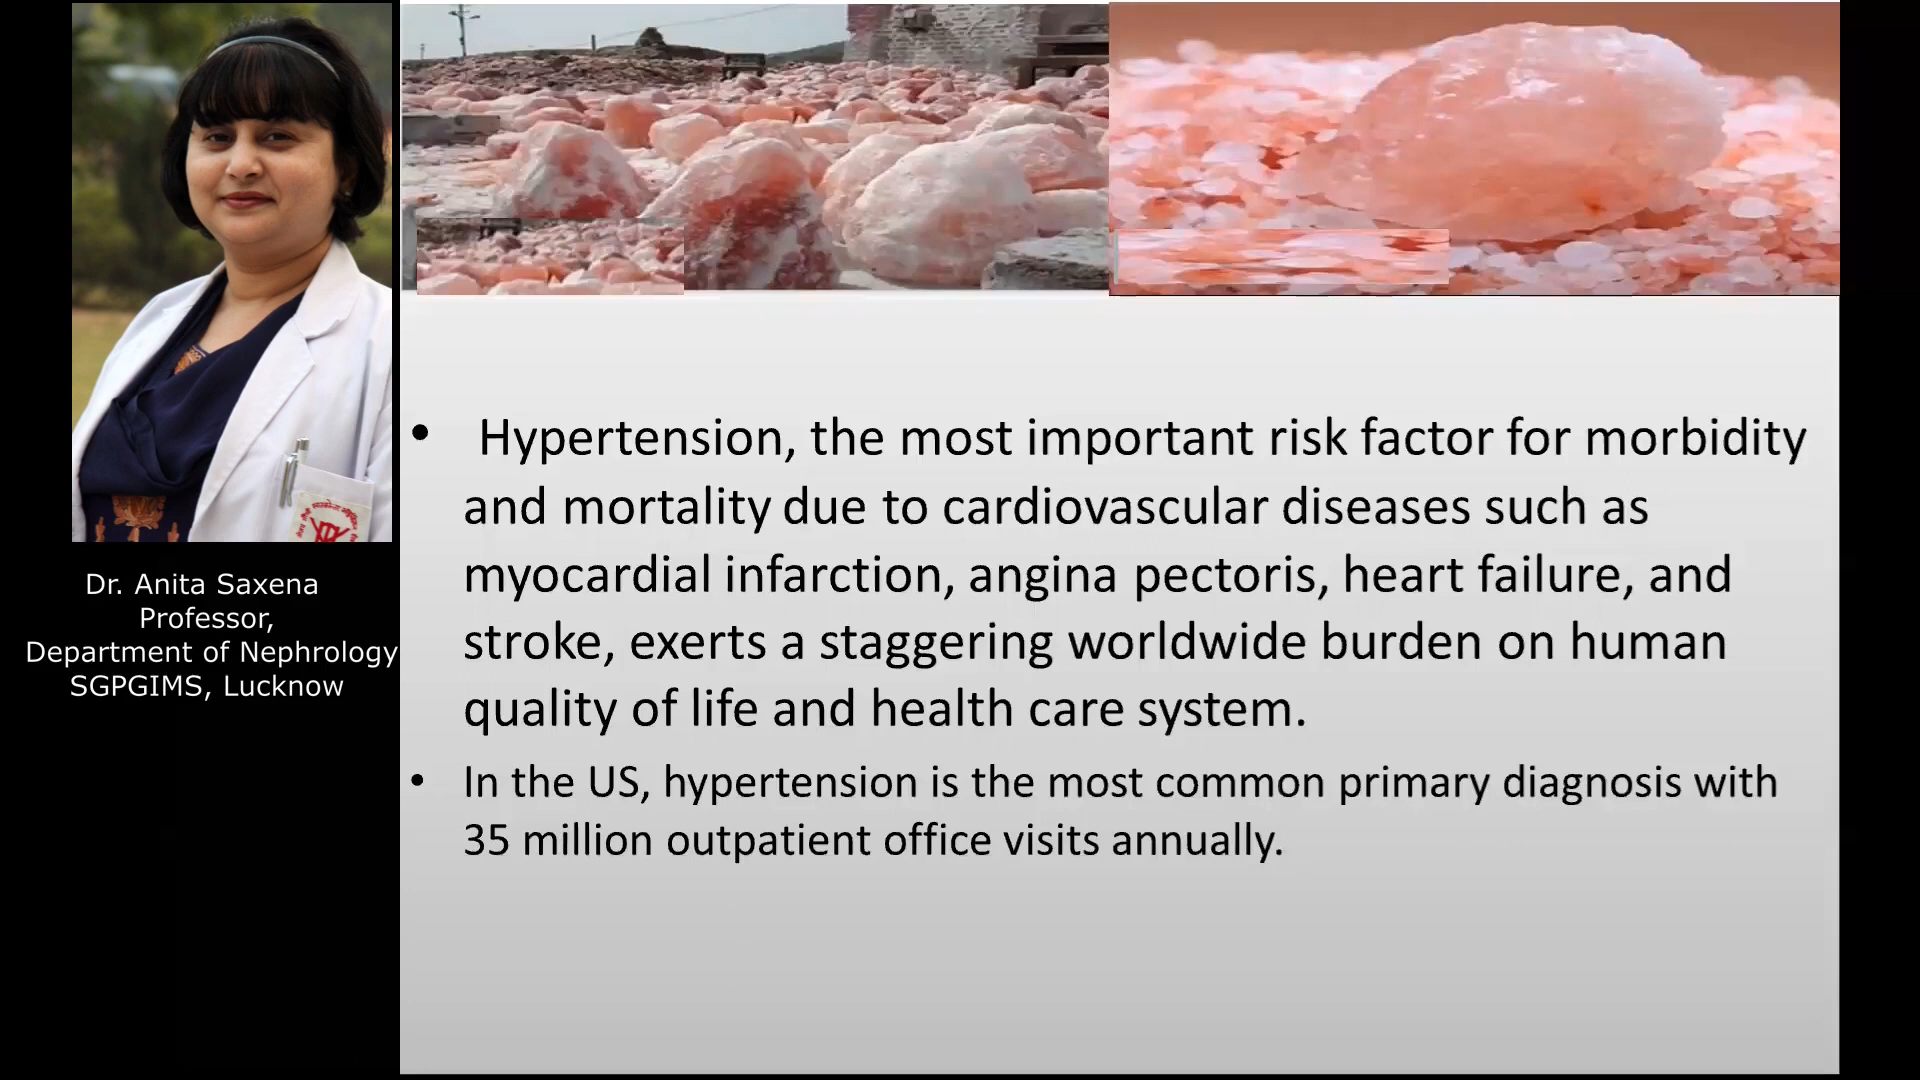 Dr. Anita Saxena
Professor,
Department of Nephrology
SGPGIMS, Lucknow
• Hypertension, the most important risk factor for morbidity
and mortality due to cardiovascular diseases such as
myocardial infarction, angina pectoris, heart failure, and
stroke, exerts a staggering worldwide burden on human
quality of life and health care system.
• In the US, hypertension is the most common primary diagnosis with
35 million outpatient office visits annually.